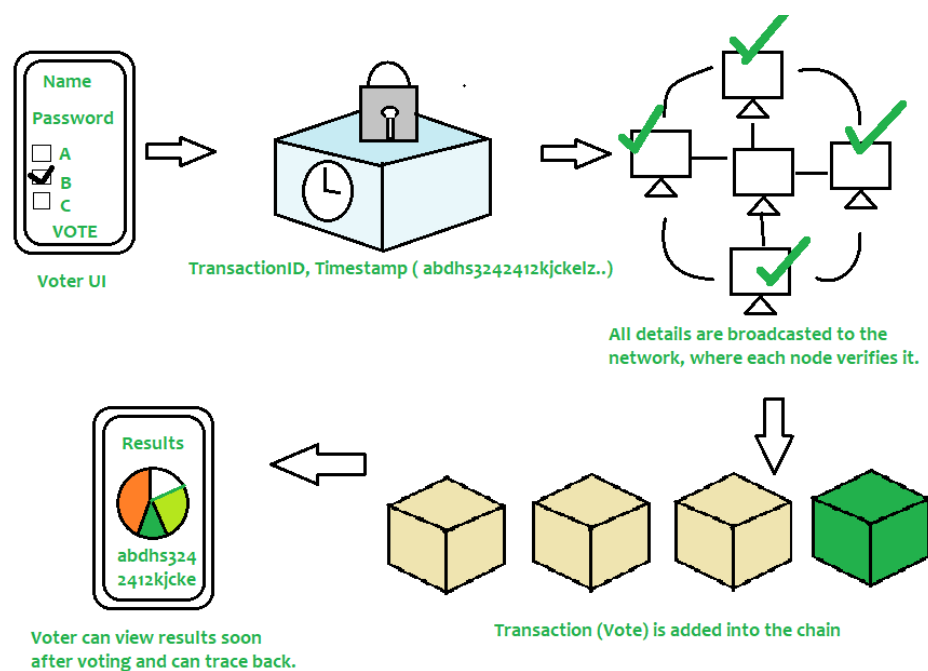 Name
Password
A
B
C
VOTE
Voter UI
TransactionID, Timestamp ( abdhs3242412kjckelz..)
All details are broadcasted to the
network, where each node verifies it.
Results
abdhs324
2412kjcke
Voter can view results soon
after voting and can trace back.
Transaction (Vote) is added into the chain